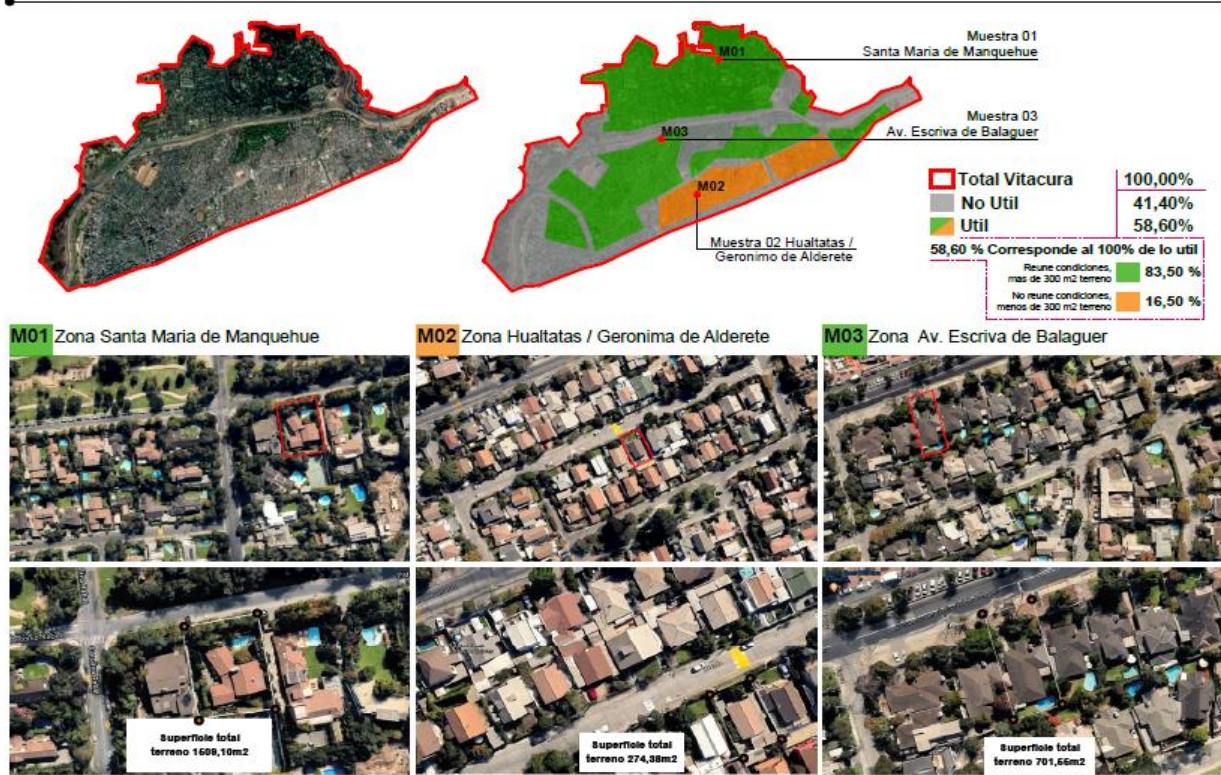 Muestra 01
Santa Maria de Manquehue
M01
Muestra 03
Av. Escriva de Balaguer
M03
M02
Muestra 02 Hualtatas /
Geronimo de Alderete
Total Vitacura 100,00%
No Util 41,40%
Util 58,60%
58,60 % Corresponde al 100% de lo util
Reune condiciones,
mas de 300 m2 terreno 83,50 %
No reune condiciones,
menos de 300 m2 terreno 16,50 %
M01 Zona Santa Maria de Manquehue
M02 Zona Hualtatas / Geronima de Alderete
M03 Zona Av. Escriva de Balaguer
Superficie total
terreno 1509,10m2
Superficie total
terreno 274,38m2
Superficie total
terreno 701,55m2